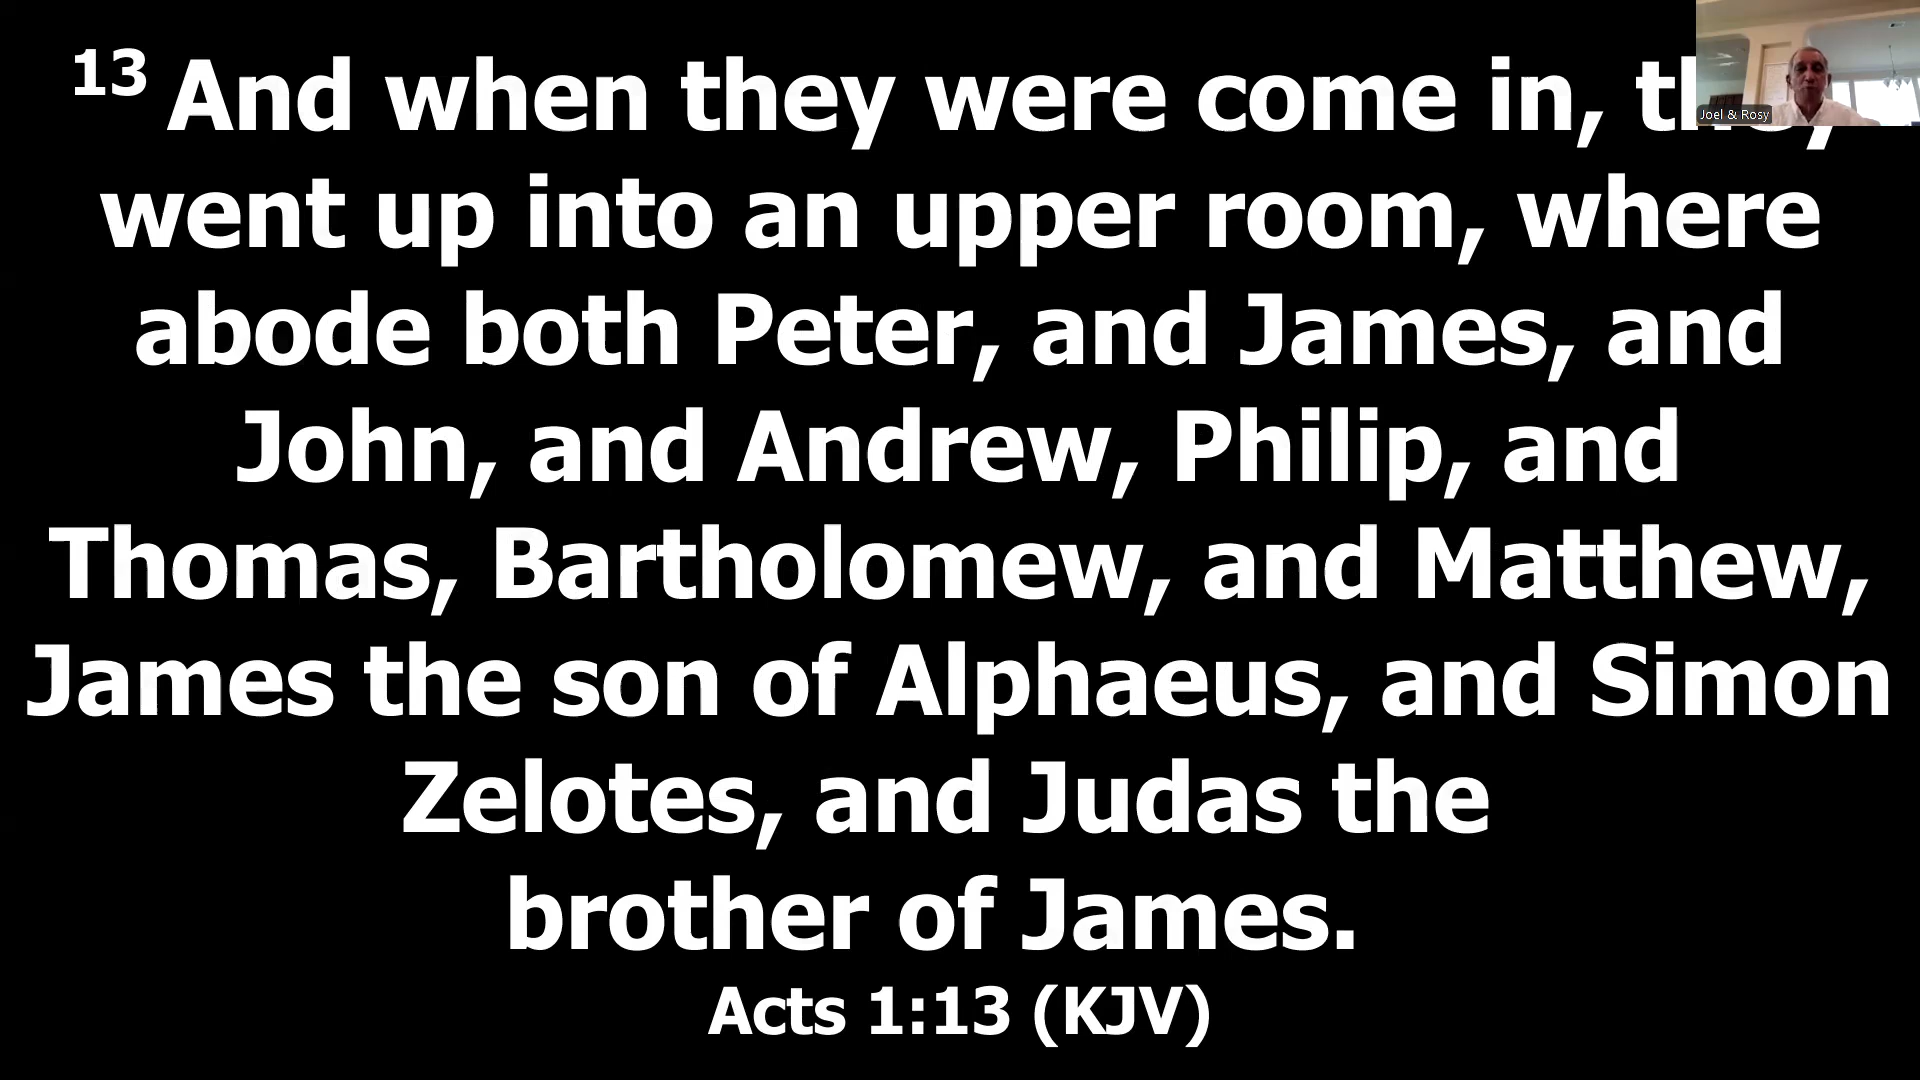 13 And when they were come in, they
went up into an upper room, where
abode both Peter, and James, and
John, and Andrew, Philip, and
Thomas, Bartholomew, and Matthew,
James the son of Alphaeus, and Simon
Zelotes, and Judas the
brother of James.
Acts 1:13 (KJV)
Joel & Rosy